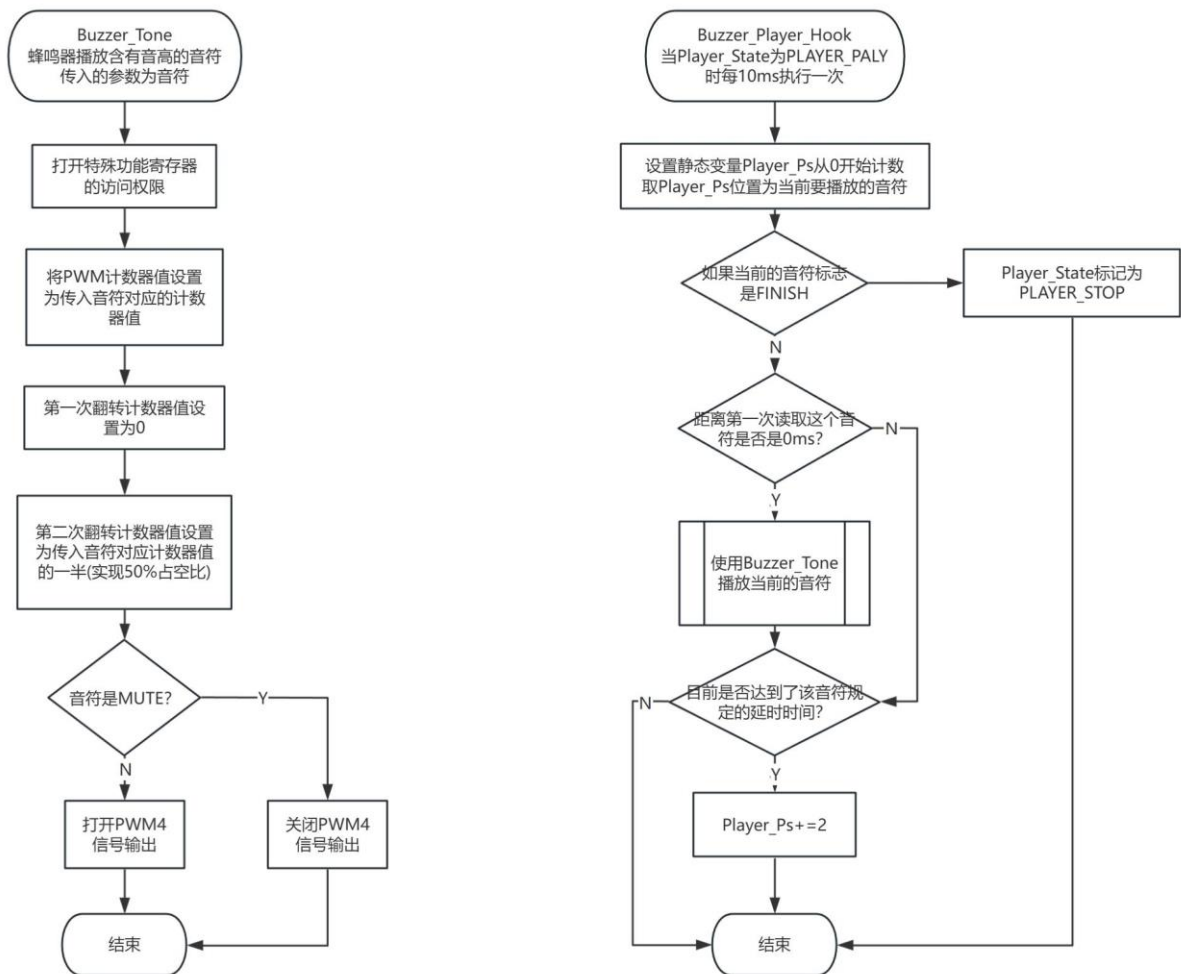 Buzzer_Tone
蜂鸣器播放含有音高的音符
传入的参数为音符
打开特殊功能寄存器
的访问权限
将PWM计数器值设置
为传入音符对应的计数
器值
第一次翻转计数器值设
置为0
第二次翻转计数器值设置
为传入音符对应计数器值
的一半(实现50%占空比)
音符是MUTE?
Y
N
打开PWM4
信号输出
关闭PWM4
信号输出
结束
Buzzer_Player_Hook
当Player_State为PLAYER_PALY
时每10ms执行一次
设置静态变量Player_Ps从0开始计数
取Player_Ps位置为当前要播放的音符
如果当前的音符标志
是FINISH
Player_State标记为
PLAYER_STOP
N
距离第一次读取这个音
符是否是0ms?
N
Y
使用Buzzer_Tone
播放当前的音符
目前是否达到了该音符规
定的延时时间?
N
Y
Player_Ps+=2
结束